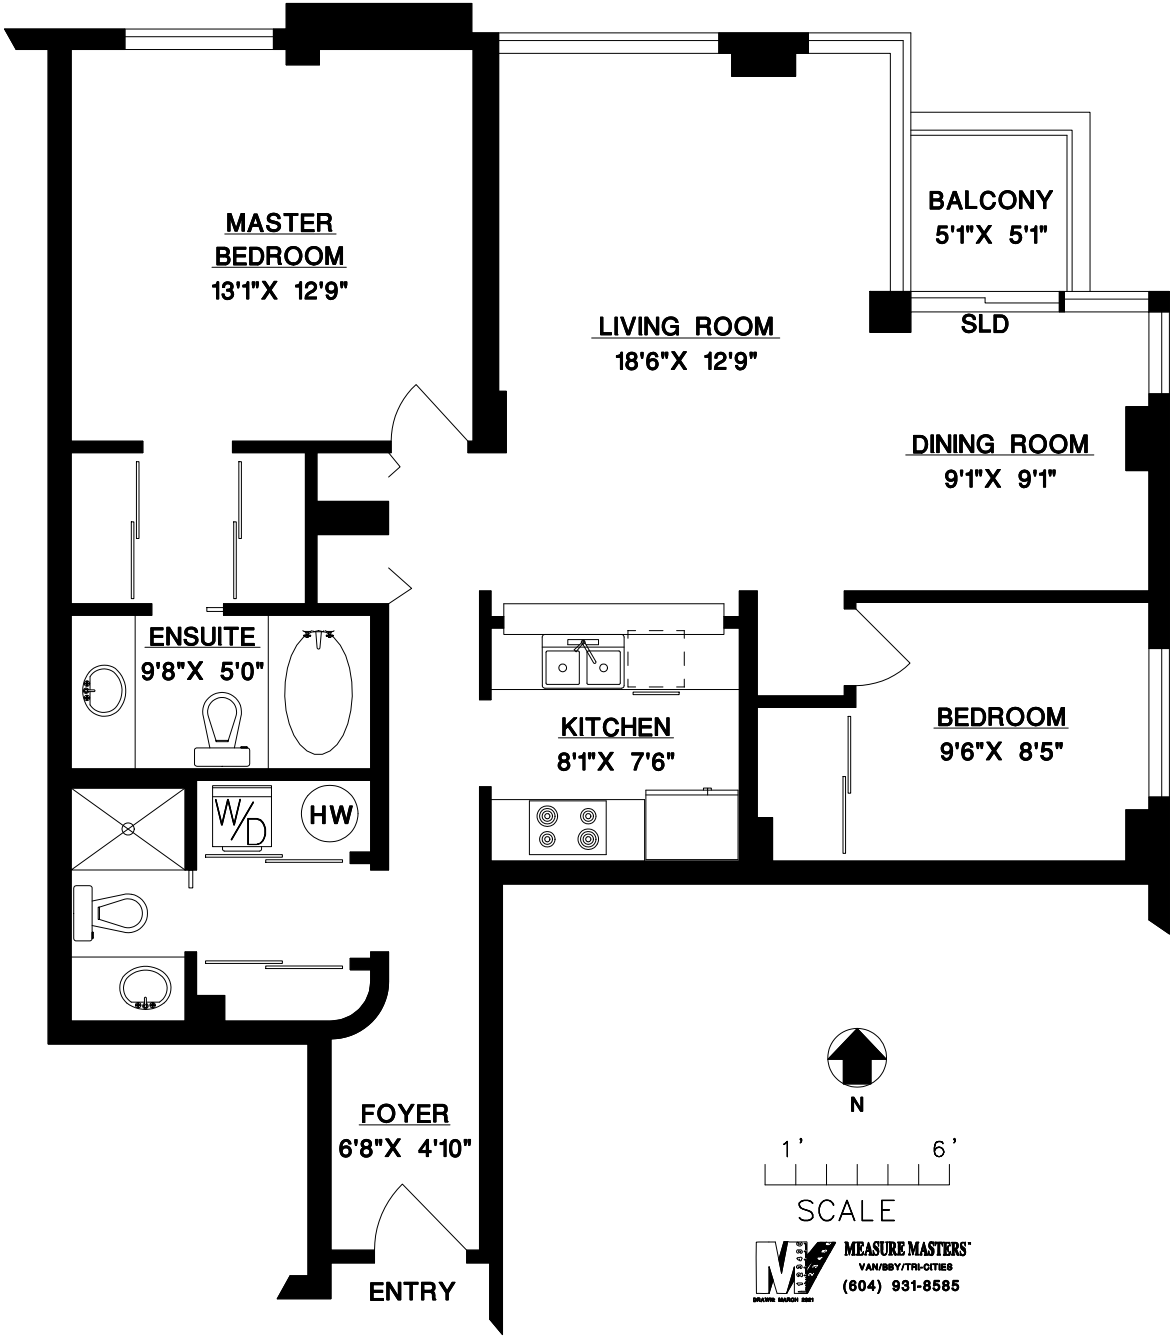 MASTER
BEDROOM
13'1"X 12'9"
BALCONY
5'1"X 5'1"
SLD
LIVING ROOM
18'6"X 12'9"
DINING ROOM
9'1"X 9'1"
ENSUITE
9'8"X 5'0"
KITCHEN
8'1"X 7'6"
BEDROOM
9'6"X 8'5"
W/D
HW
N
FOYER
6'8"X 4'10"
1' 6'
SCALE
ENTRY
MEASURE MASTERS
VAN/BBY/TRI-CITIES
(604) 931-8585
DRAWN: MARCH